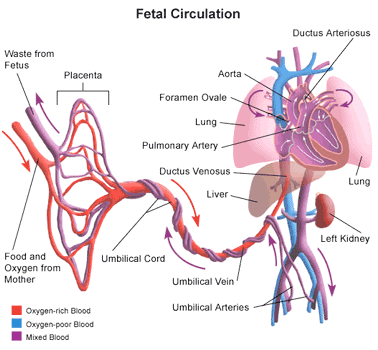 Fetal Circulation
Ductus Arteriosus
Waste from
Fetus
Placenta
Aorta
Foramen Ovale
Lung
Pulmonary Artery
Ductus Venosus
Lung
Liver
Food and
Oxygen from
Mother
Umbilical Cord
Left Kidney
Umbilical Vein
Umbilical Arteries
Oxygen-rich Blood
Oxygen-poor Blood
Mixed Blood